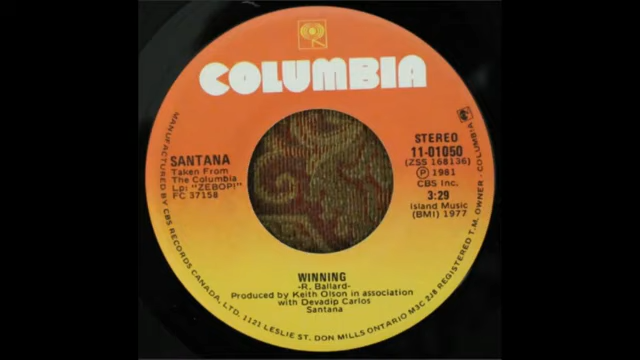 COLUMBIA
SANTANA
Taken From
The Columbia
Lp: "ZEBOP!"
FC 37158
STEREO
11-01050
(ZSS 168136)
Ⓟ 1981
CBS Inc.
3:29
Island Music
(BMI) 1977
WINNING
-R. Ballard-
Produced by Keith Olson in association
with Devadip Carlos
Santana
MANUFACTURED BY CBS RECORDS CANADA, LTD. 1121 LESLIE ST. DON MILLS ONTARIO M3C 2J8 REGISTERED T.M. OWNER - COLUMBIA